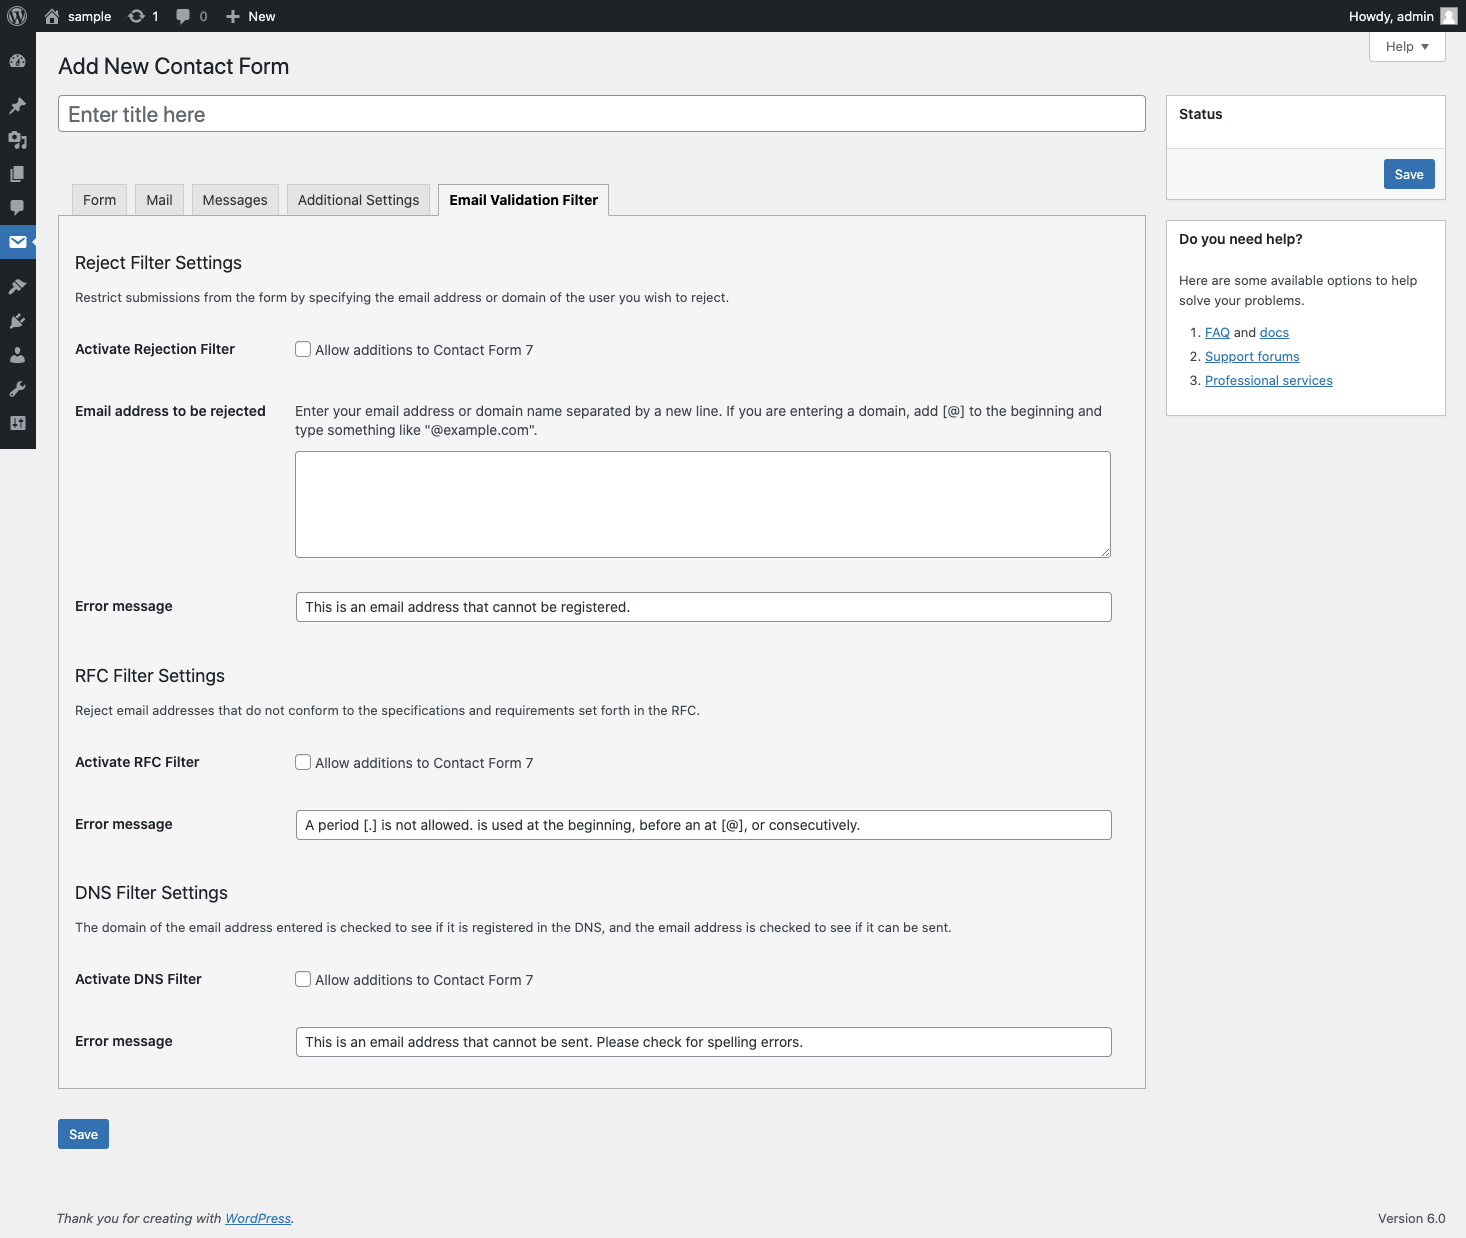 sample 1 0 New Howdy, admin
Help
Add New Contact Form
Enter title here
Status
Save
Form Mail Messages Additional Settings Email Validation Filter
Do you need help?
Here are some available options to help
solve your problems.
1. FAQ and docs
2. Support forums
3. Professional services
Reject Filter Settings
Restrict submissions from the form by specifying the email address or domain of the user you wish to reject.
Activate Rejection Filter Allow additions to Contact Form 7
Email address to be rejected Enter your email address or domain name separated by a new line. If you are entering a domain, add [@] to the beginning and
type something like "@example.com".
Error message This is an email address that cannot be registered.
RFC Filter Settings
Reject email addresses that do not conform to the specifications and requirements set forth in the RFC.
Activate RFC Filter Allow additions to Contact Form 7
Error message A period [.] is not allowed. is used at the beginning, before an at [@], or consecutively.
DNS Filter Settings
The domain of the email address entered is checked to see if it is registered in the DNS, and the email address is checked to see if it can be sent.
Activate DNS Filter Allow additions to Contact Form 7
Error message This is an email address that cannot be sent. Please check for spelling errors.
Save
Thank you for creating with WordPress. Version 6.0